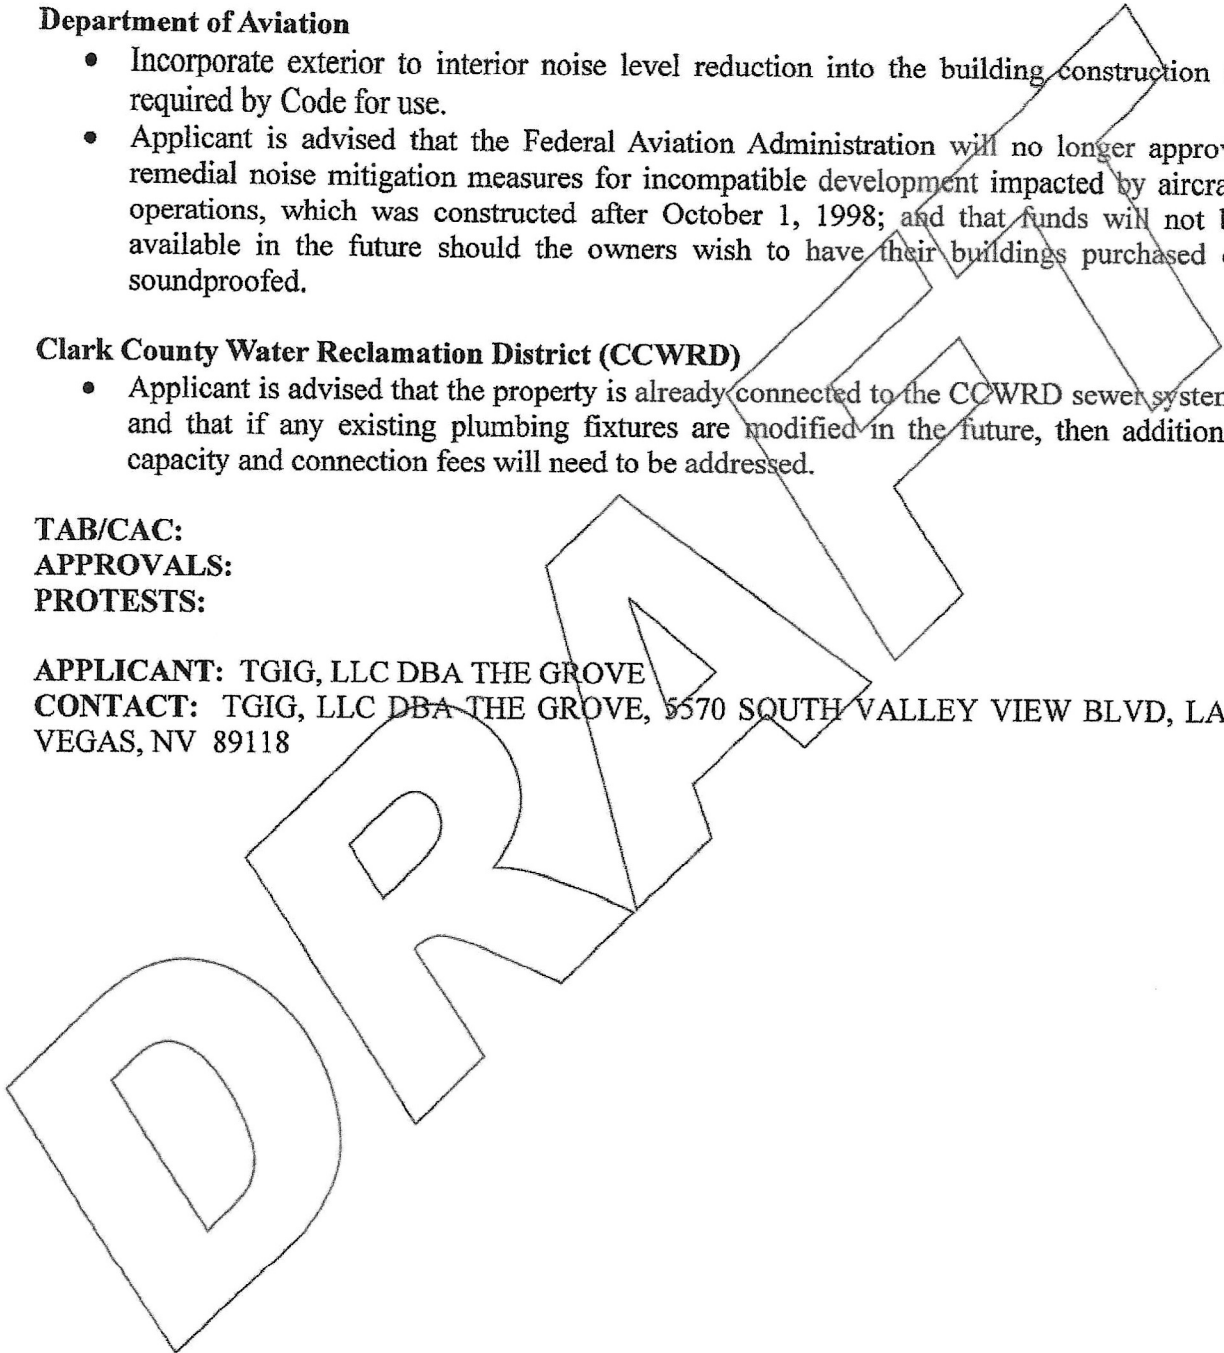 Department of Aviation
• Incorporate exterior to interior noise level reduction into the building construction
required by Code for use.
• Applicant is advised that the Federal Aviation Administration will no longer approv
remedial noise mitigation measures for incompatible development impacted by aircra
operations, which was constructed after October 1, 1998; and that funds will not b
available in the future should the owners wish to have their buildings purchased o
soundproofed.
Clark County Water Reclamation District (CCWRD)
• Applicant is advised that the property is already connected to the CCWRD sewer system
and that if any existing plumbing fixtures are modified in the future, then addition
capacity and connection fees will need to be addressed.
TAB/CAC:
APPROVALS:
PROTESTS:
APPLICANT: TGIG, LLC DBA THE GROVE
CONTACT: TGIG, LLC DBA THE GROVE, 5570 SOUTH VALLEY VIEW BLVD, LA
VEGAS, NV 89118
DRAFT